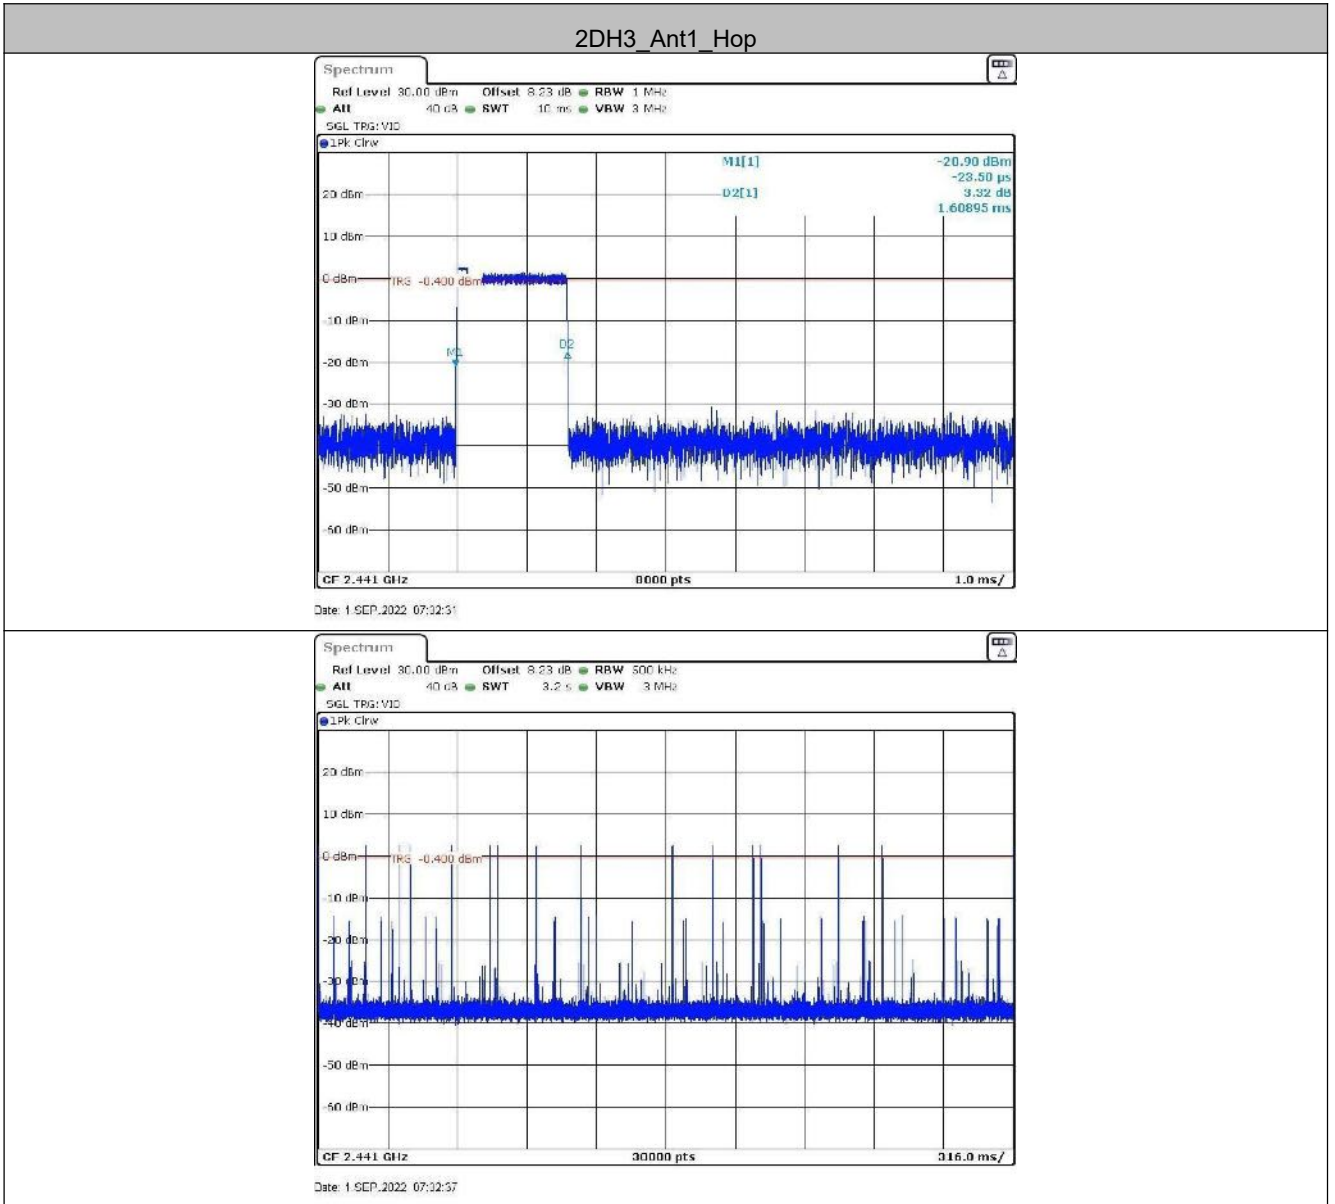 2DH3_Ant1_Hop
Spectrum
Ref Level 30.00 dBm Offset 8.23 dB RBW 1 MHz
Att 40 dB SWT 10 ms VBW 3 MHz
SGL TRG: VID
1Pk Clrw
M1[1] -20.90 dBm
-23.50 µs
D2[1] 3.32 dB
1.60895 ms
20 dBm
10 dBm
0 dBm
TRG -0.400 dBm
-10 dBm
M1 D2
-20 dBm
-30 dBm
-50 dBm
-60 dBm
CF 2.441 GHz 8000 pts 1.0 ms/
Date: 1.SEP.2022 07:32:31
Spectrum
Ref Level 30.00 dBm Offset 8.23 dB RBW 500 kHz
Att 40 dB SWT 3.2 s VBW 3 MHz
SGL TRG: VID
1Pk Clrw
20 dBm
10 dBm
0 dBm
TRG -0.400 dBm
-10 dBm
-20 dBm
-30 dBm
-40 dBm
-50 dBm
-60 dBm
CF 2.441 GHz 30000 pts 316.0 ms/
Date: 1.SEP.2022 07:32:37